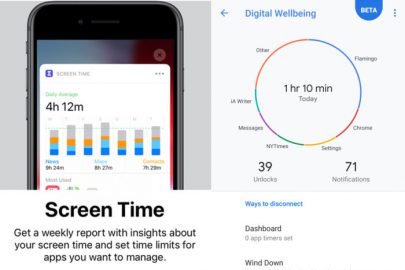 SCREEN TIME
Daily Average
4h 12m
News
9h 24m
Maps
7h 28m
Contacts
7h 29m
Most Used
Screen Time
Get a weekly report with insights about
your screen time and set time limits for
apps you want to manage.
Digital Wellbeing
BETA
Other
Flamingo
iA Writer
1 hr 10 min
Today
Messages
Chrome
NYTimes
Settings
39
71
Unlocks
Notifications
Ways to disconnect
Dashboard
0 app timers set
Wind Down